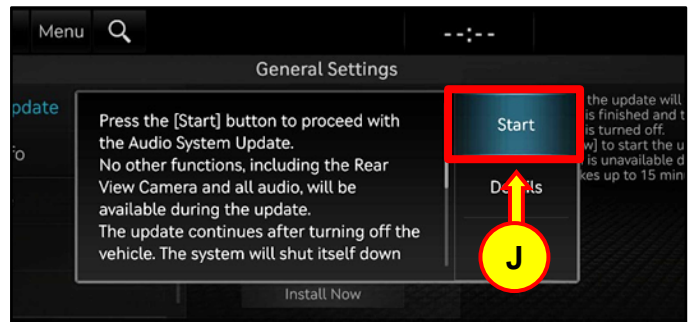 Menu
--:--
General Settings
pdate
o
Press the [Start] button to proceed with
the Audio System Update.
No other functions, including the Rear
View Camera and all audio, will be
available during the update.
The update continues after turning off the
vehicle. The system will shut itself down
Start
J
the update will
is finished and t
is turned off.
w] to start the u
is unavailable d
kes up to 15 min
Install Now